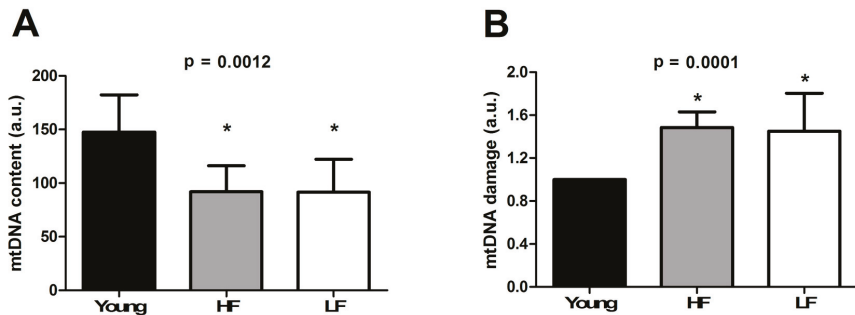 A
p = 0.0012
mtDNA content (a.u.)
200
150
100
50
0
* *
Young HF LF
B
p = 0.0001
mtDNA damage (a.u.)
2.0
1.6
1.2
0.8
0.4
0.0
* *
Young HF LF